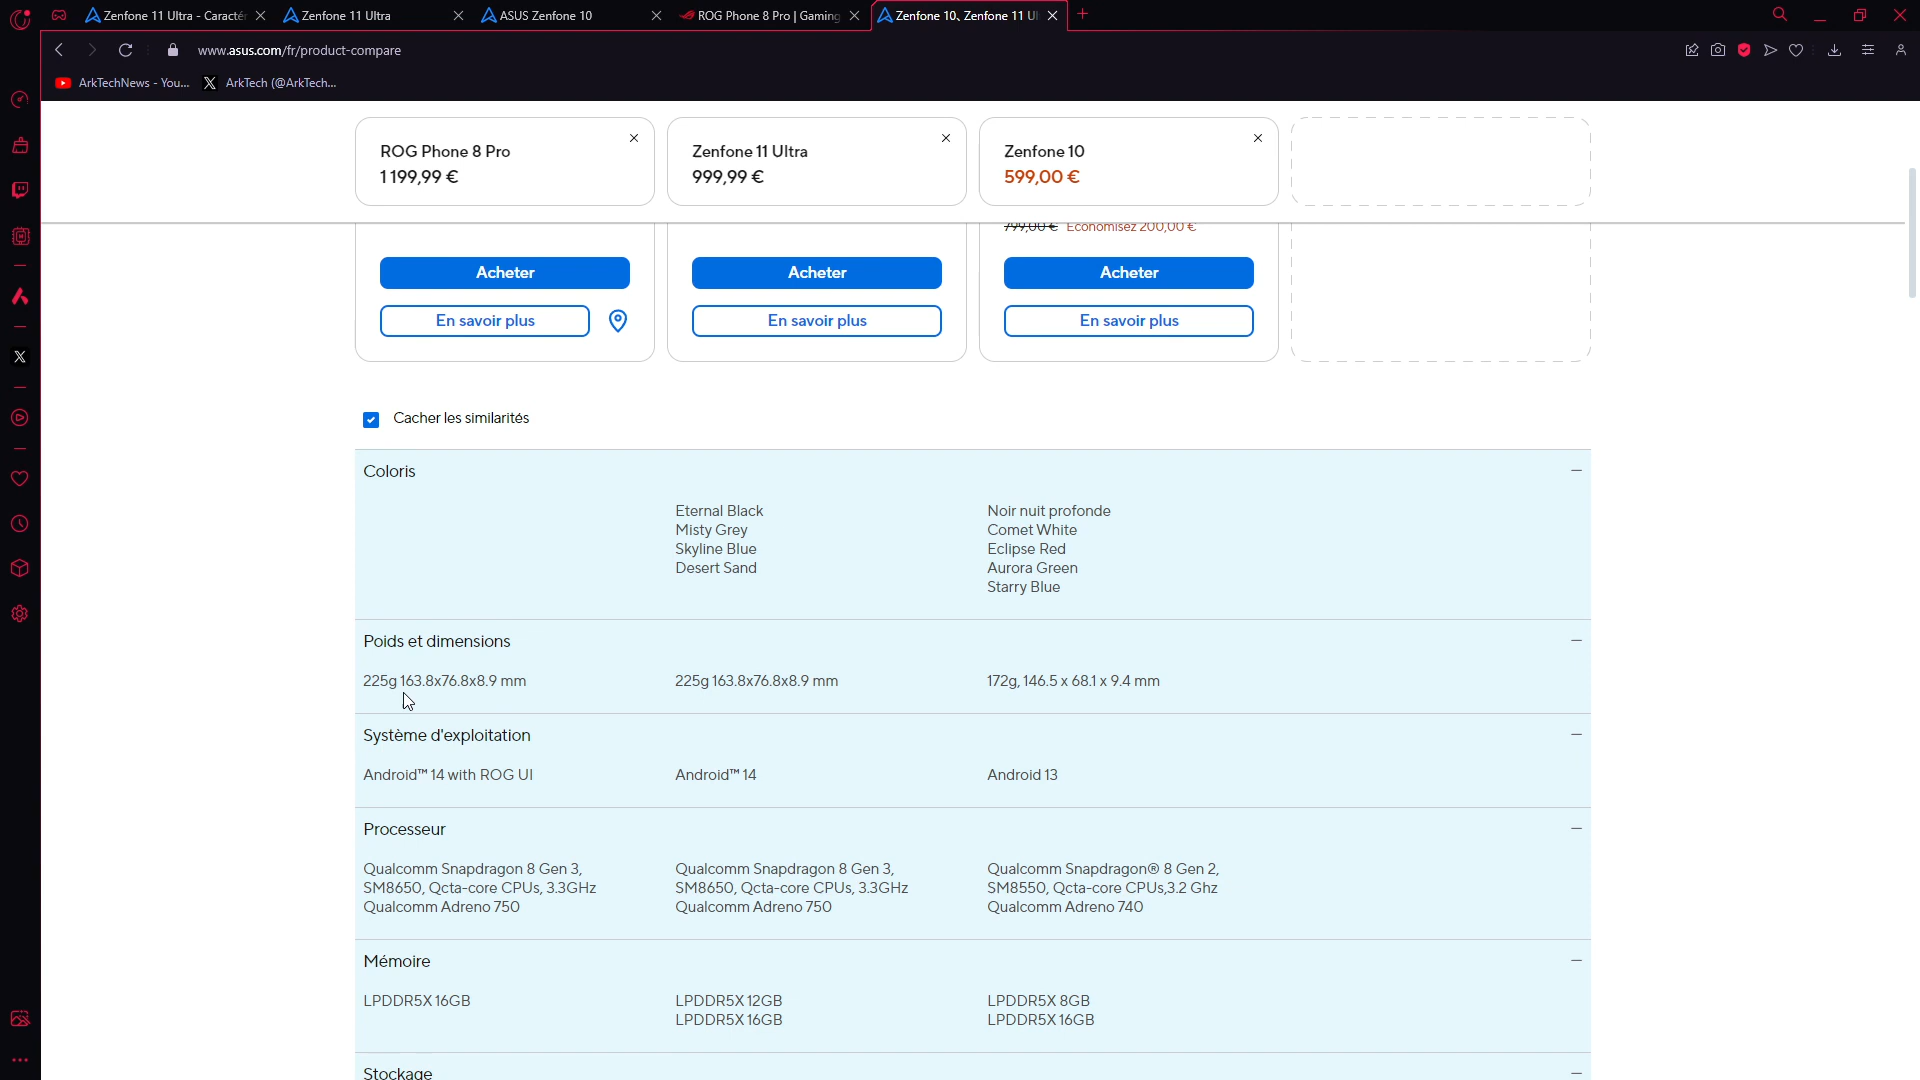 Zenfone 11 Ultra - Caracté
Zenfone 11 Ultra
ASUS Zenfone 10
ROG Phone 8 Pro | Gaming
Zenfone 10、Zenfone 11 Ul
www.asus.com/fr/product-compare
ArkTechNews - You...
ArkTech (@ArkTech...
ROG Phone 8 Pro
1 199,99 €
Zenfone 11 Ultra
999,99 €
Zenfone 10
599,00 €
799,00 € Économisez 200,00 €
Acheter
Acheter
Acheter
En savoir plus
En savoir plus
En savoir plus
Cacher les similarités
Coloris
Eternal Black
Misty Grey
Skyline Blue
Desert Sand
Noir nuit profonde
Comet White
Eclipse Red
Aurora Green
Starry Blue
Poids et dimensions
225g 163.8x76.8x8.9 mm
225g 163.8x76.8x8.9 mm
172g, 146.5 x 68.1 x 9.4 mm
Système d'exploitation
Android™ 14 with ROG UI
Android™ 14
Android 13
Processeur
Qualcomm Snapdragon 8 Gen 3,
SM8650, Qcta-core CPUs, 3.3GHz
Qualcomm Adreno 750
Qualcomm Snapdragon 8 Gen 3,
SM8650, Qcta-core CPUs, 3.3GHz
Qualcomm Adreno 750
Qualcomm Snapdragon® 8 Gen 2,
SM8550, Qcta-core CPUs,3.2 Ghz
Qualcomm Adreno 740
Mémoire
LPDDR5X 16GB
LPDDR5X 12GB
LPDDR5X 16GB
LPDDR5X 8GB
LPDDR5X 16GB
Stockage